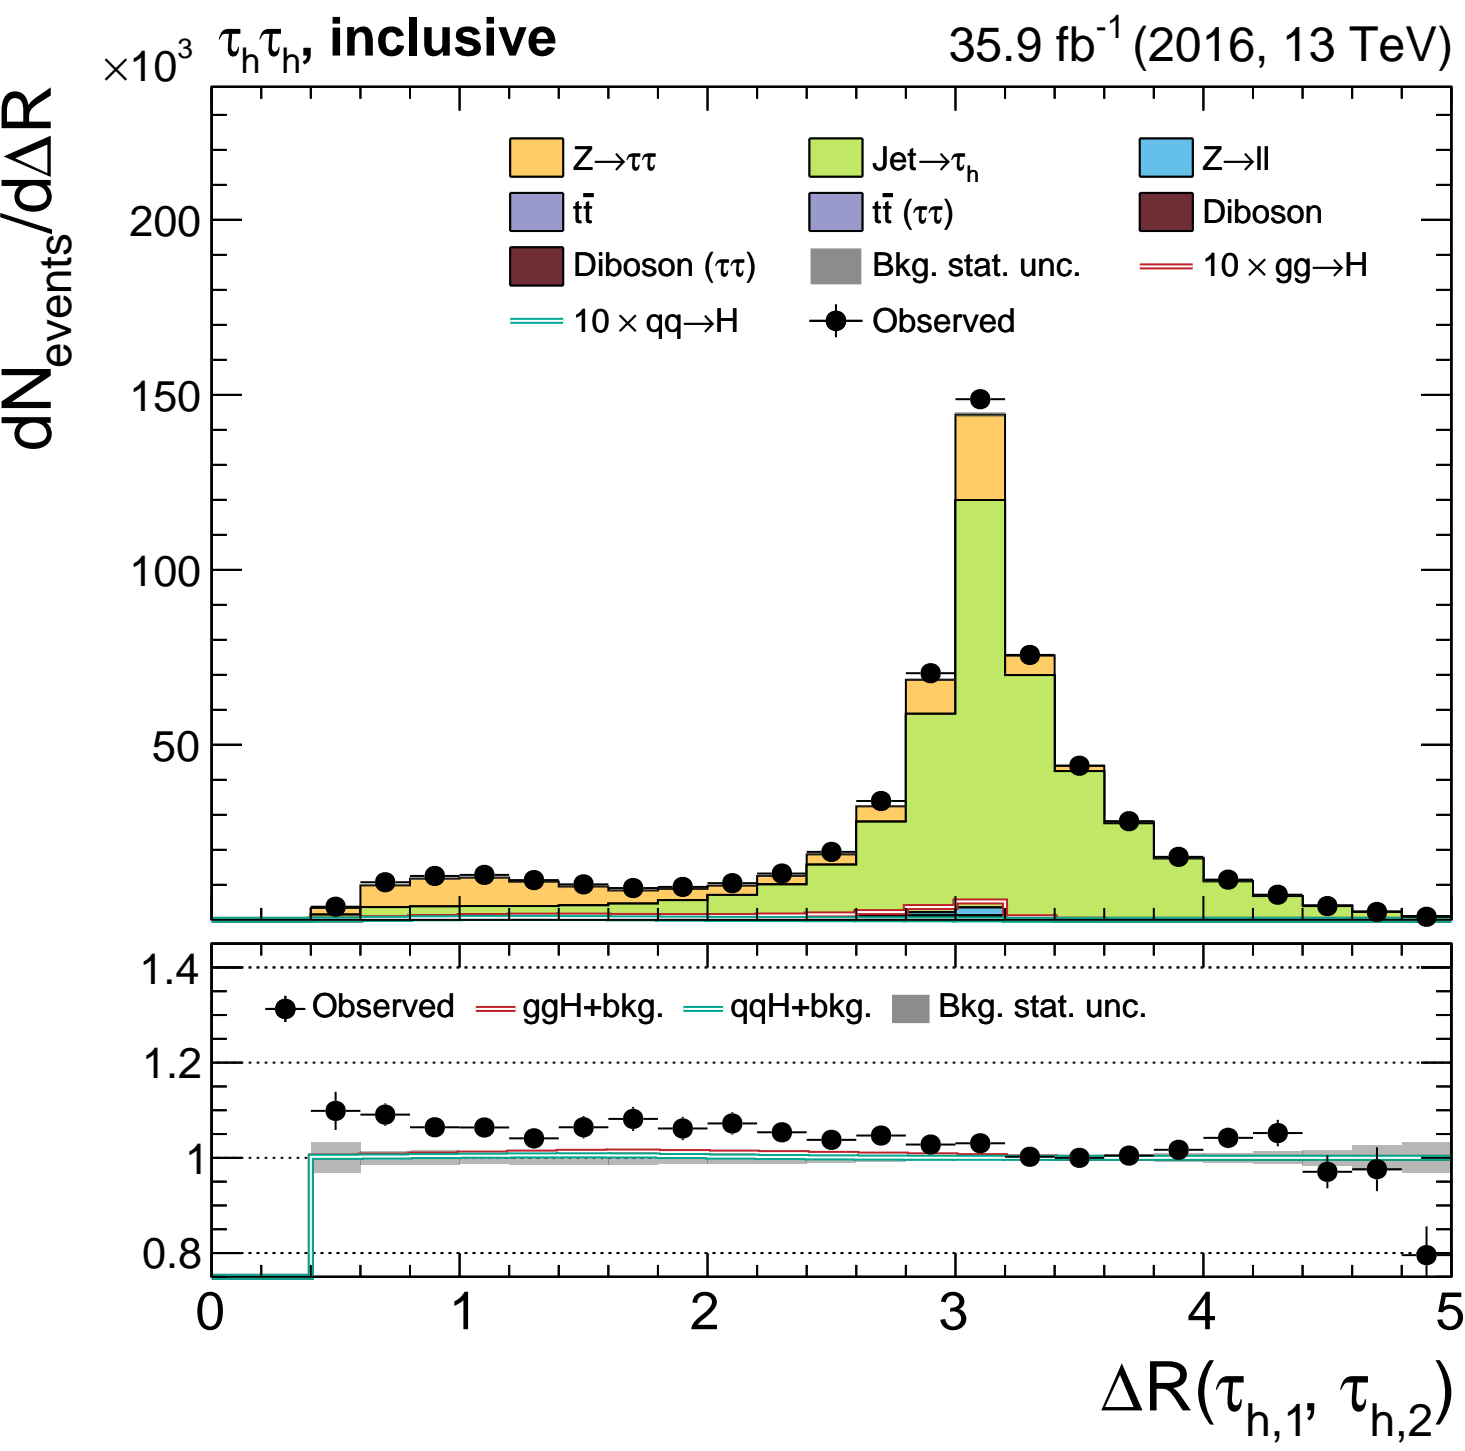 ×10³ τhτh, inclusive 35.9 fb⁻¹ (2016, 13 TeV)
dNevents/dΔR
Z→ττ Jet→τh Z→ll
tt̄ tt̄ (ττ) Diboson
Diboson (ττ) Bkg. stat. unc. 10 × gg→H
10 × qq→H Observed
200
150
100
50
1.4
Observed ggH+bkg. qqH+bkg. Bkg. stat. unc.
1.2
1
0.8
0 1 2 3 4 5
ΔR(τh,1, τh,2)